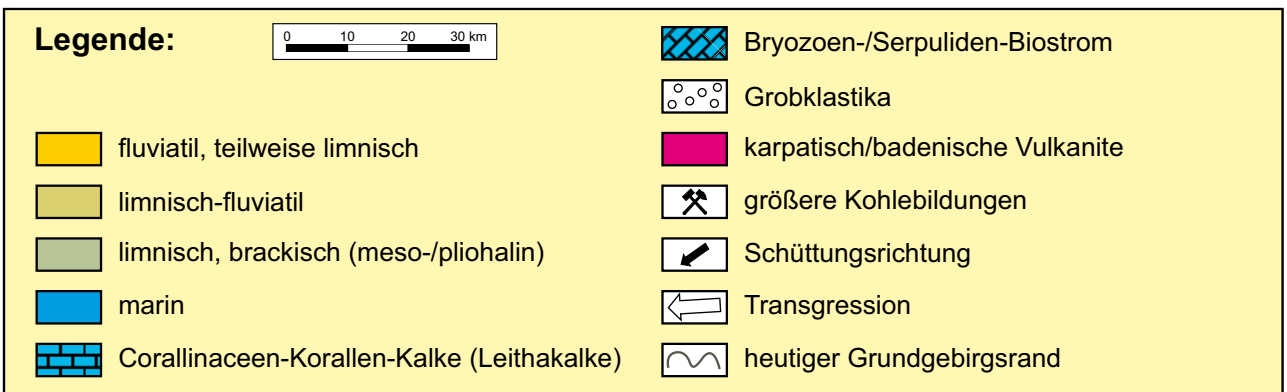 Legende:
0 10 20 30 km
fluviatil, teilweise limnisch
limnisch-fluviatil
limnisch, brackisch (meso-/pliohalin)
marin
Corallinaceen-Korallen-Kalke (Leithakalke)
Bryozoen-/Serpuliden-Biostrom
Grobklastika
karpatisch/badenische Vulkanite
größere Kohlebildungen
Schüttungsrichtung
Transgression
heutiger Grundgebirgsrand